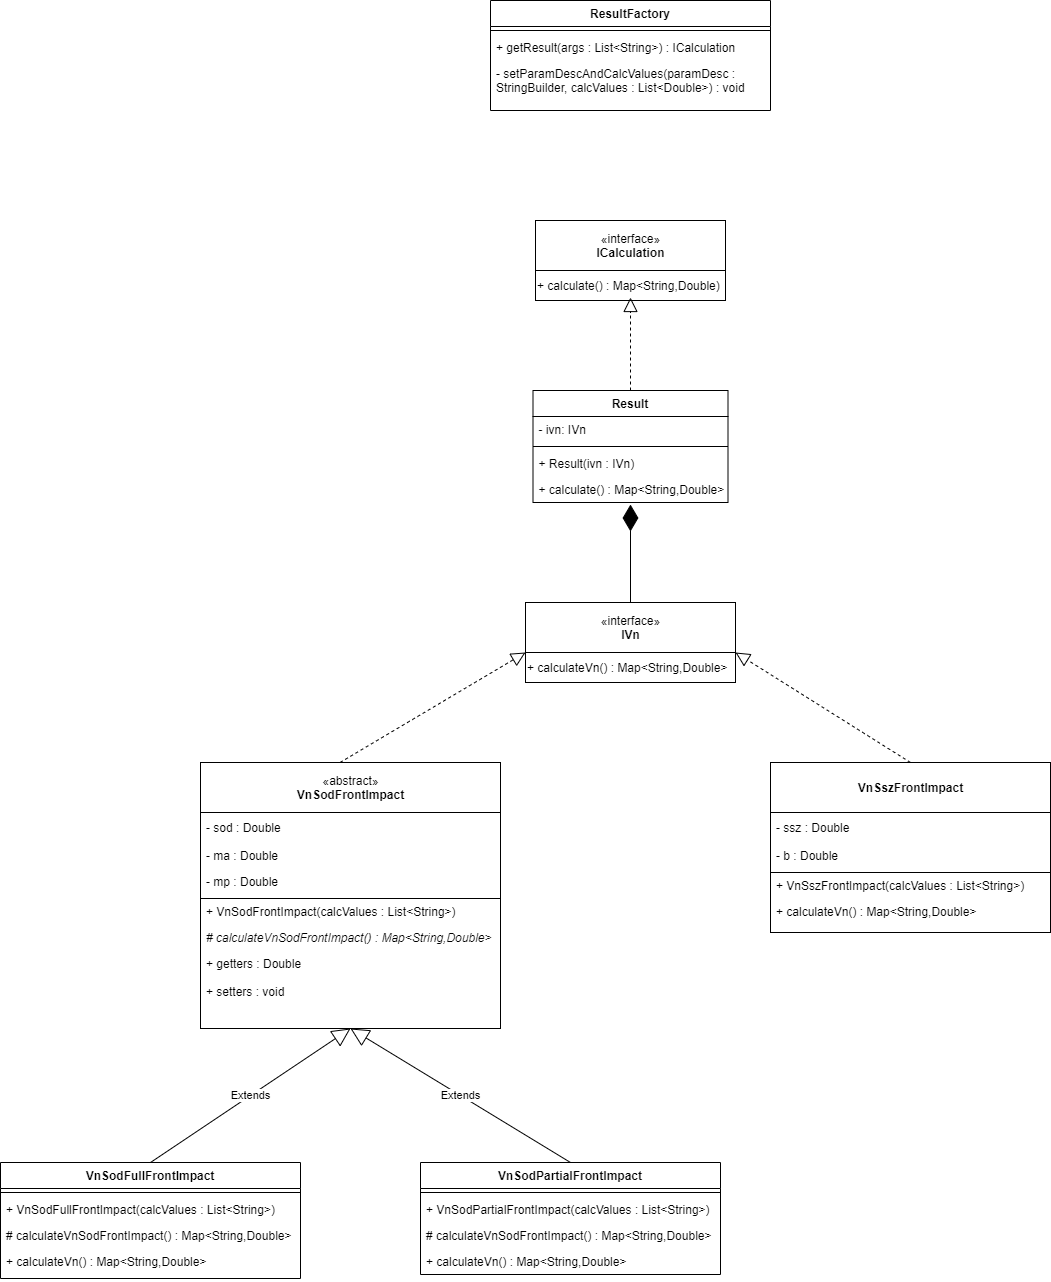 ResultFactory
+ getResult(args : List<String>) : ICalculation
- setParamDescAndCalcValues(paramDesc :
StringBuilder, calcValues : List<Double>) : void
«interface»
ICalculation
+ calculate() : Map<String,Double)
Result
- ivn: IVn
+ Result(ivn : IVn)
+ calculate() : Map<String,Double>
«interface»
IVn
+ calculateVn() : Map<String,Double>
«abstract»
VnSodFrontImpact
- sod : Double
- ma : Double
- mp : Double
+ VnSodFrontImpact(calcValues : List<String>)
# calculateVnSodFrontImpact() : Map<String,Double>
+ getters : Double
+ setters : void
VnSszFrontImpact
- ssz : Double
- b : Double
+ VnSszFrontImpact(calcValues : List<String>)
+ calculateVn() : Map<String,Double>
Extends
Extends
VnSodFullFrontImpact
+ VnSodFullFrontImpact(calcValues : List<String>)
# calculateVnSodFrontImpact() : Map<String,Double>
+ calculateVn() : Map<String,Double>
VnSodPartialFrontImpact
+ VnSodPartialFrontImpact(calcValues : List<String>)
# calculateVnSodFrontImpact() : Map<String,Double>
+ calculateVn() : Map<String,Double>